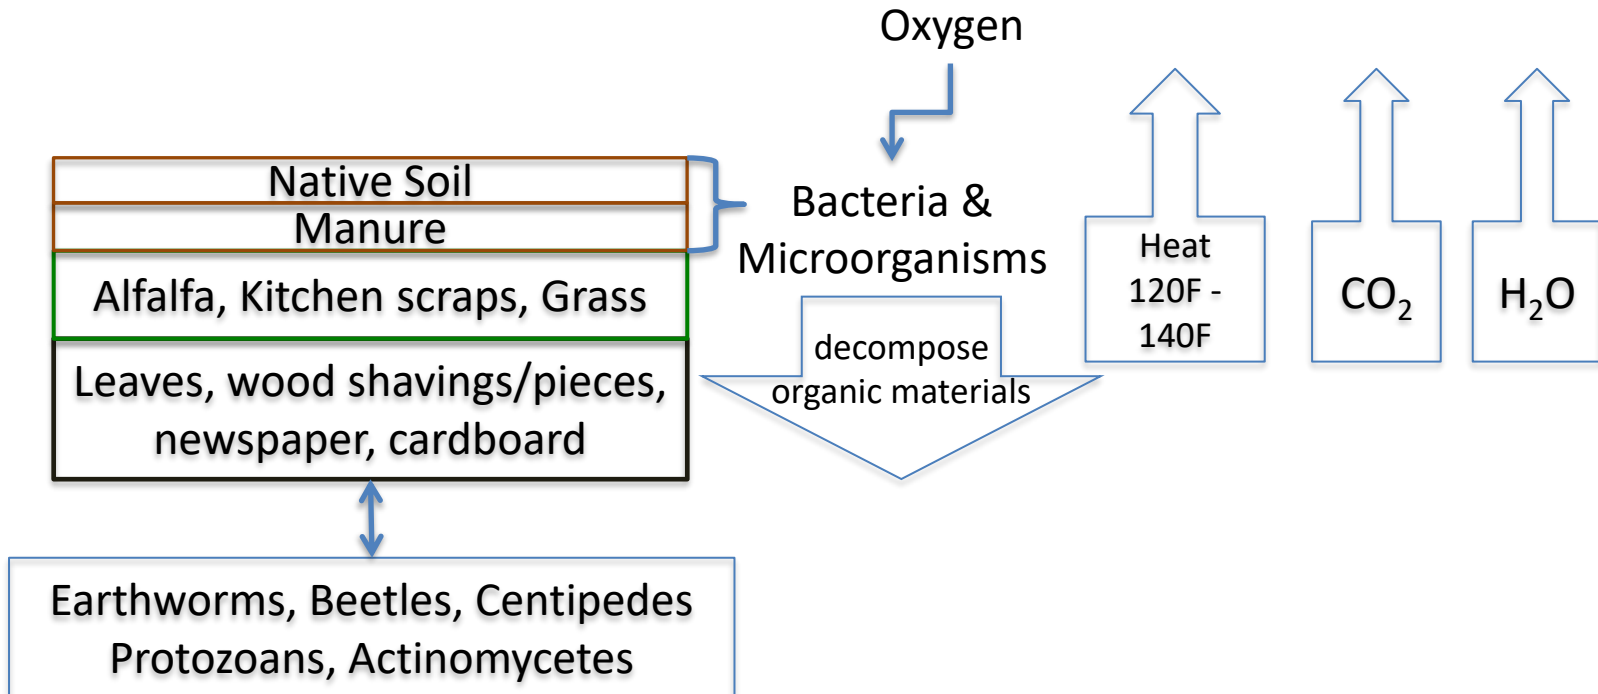 Oxygen
Native Soil
Manure
Alfalfa, Kitchen scraps, Grass
Leaves, wood shavings/pieces,
newspaper, cardboard
Earthworms, Beetles, Centipedes
Protozoans, Actinomycetes
Bacteria &
Microorganisms
decompose
organic materials
Heat
120F -
140F
CO₂
H₂O